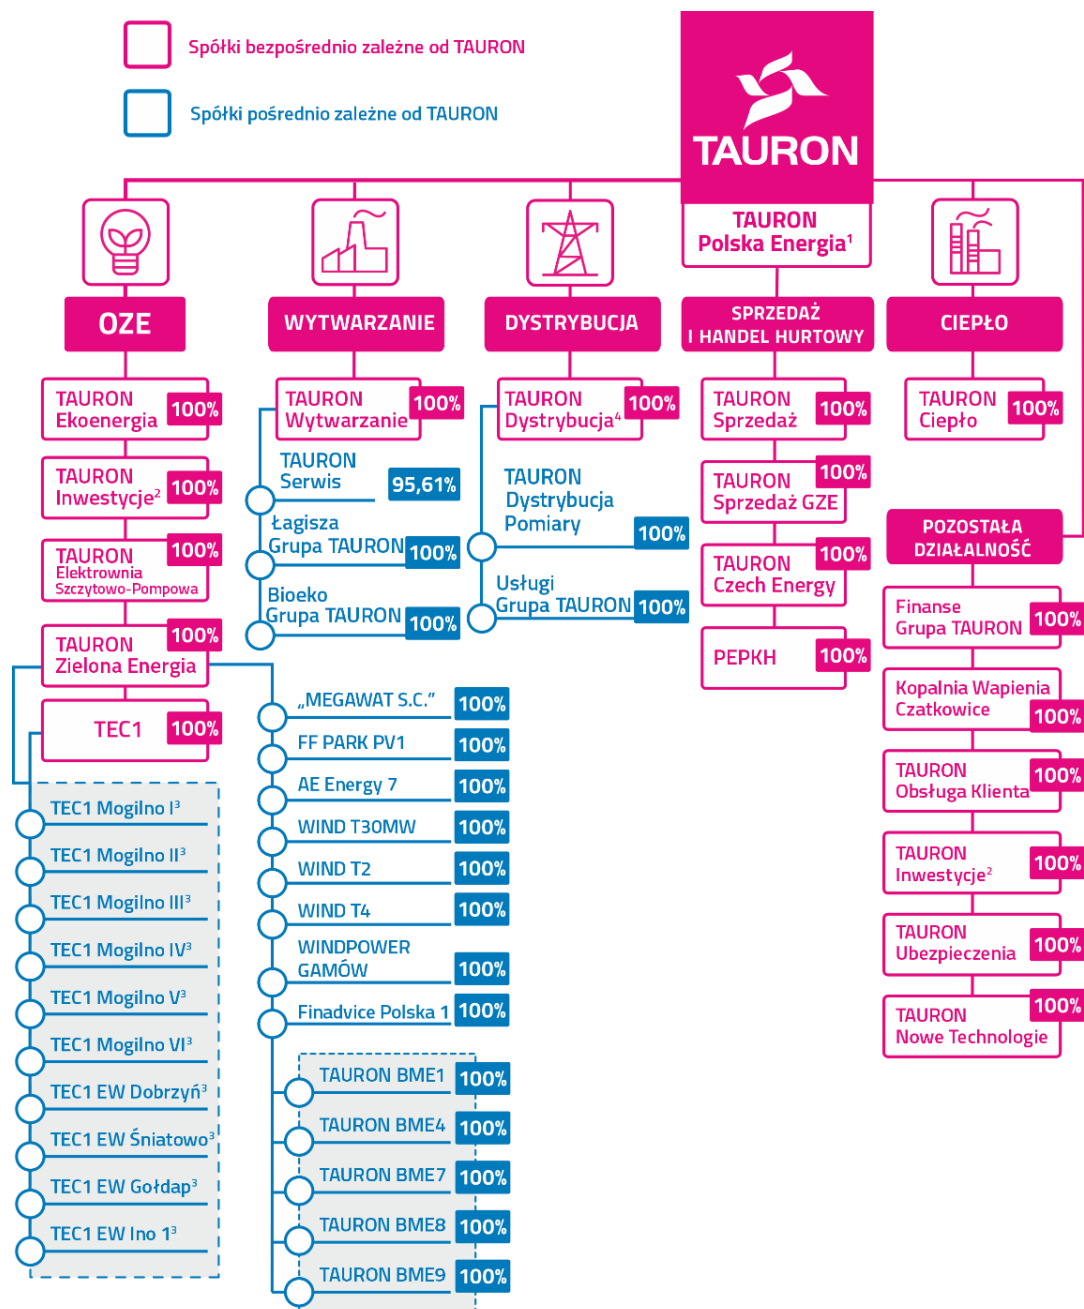 Spółki bezpośrednio zależne od TAURON
Spółki pośrednio zależne od TAURON
TAURON
TAURON
Polska Energia¹
OZE
TAURON
Ekoenergia
100%
TAURON
Inwestycje²
100%
TAURON
Elektrownia
Szczytowo-Pompowa
100%
TAURON
Zielona Energia
100%
TEC1
100%
TEC1 Mogilno I³
TEC1 Mogilno II³
TEC1 Mogilno III³
TEC1 Mogilno IV³
TEC1 Mogilno V³
TEC1 Mogilno VI³
TEC1 EW Dobrzyń³
TEC1 EW Śniatowo³
TEC1 EW Gołdap³
TEC1 EW Ino 1³
„MEGAWAT S.C.”
100%
FF PARK PV1
100%
AE Energy 7
100%
WIND T30MW
100%
WIND T2
100%
WIND T4
100%
WINDPOWER
GAMÓW
100%
Finadvice Polska 1
100%
TAURON BME1
100%
TAURON BME4
100%
TAURON BME7
100%
TAURON BME8
100%
TAURON BME9
100%
WYTWARZANIE
TAURON
Wytwarzanie
100%
TAURON
Serwis
95,61%
Łagisza
Grupa TAURON
100%
Bioeko
Grupa TAURON
100%
DYSTRYBUCJA
TAURON
Dystrybucja⁴
100%
TAURON
Dystrybucja
Pomiary
100%
Usługi
Grupa TAURON
100%
SPRZEDAŻ
I HANDEL HURTOWY
TAURON
Sprzedaż
100%
TAURON
Sprzedaż GZE
100%
TAURON
Czech Energy
100%
PEPKH
100%
CIEPŁO
TAURON
Ciepło
100%
POZOSTAŁA
DZIAŁALNOŚĆ
Finanse
Grupa TAURON
100%
Kopalnia Wapienia
Czatkowice
100%
TAURON
Obsługa Klienta
100%
TAURON
Inwestycje²
100%
TAURON
Ubezpieczenia
100%
TAURON
Nowe Technologie
100%